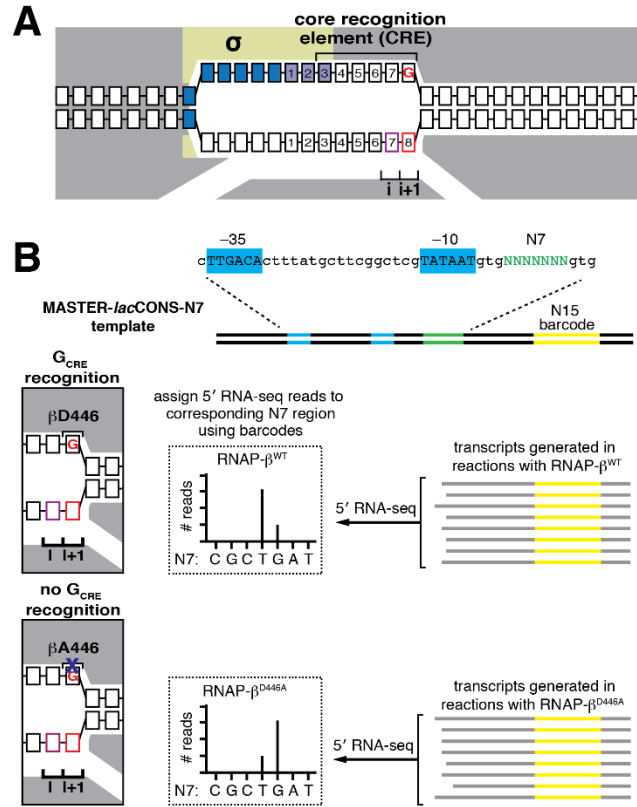 A
core recognition
element (CRE)
σ
1 2 3 4 5 6 7 G
1 2 3 4 5 6 7 8
i i+1
B
−35 −10 N7
cTTGACActttatgcttcggctcgTATAATgtgNNNNNNNgtg
MASTER-lacCONS-N7
template
N15
barcode
GCRE
recognition
βD446
G
I I+1
assign 5′ RNA-seq reads to
corresponding N7 region
using barcodes
RNAP-βWT
# reads
N7: C G C T G A T
5′ RNA-seq
transcripts generated in
reactions with RNAP-βWT
no GCRE
recognition
βA446
X
G
I I+1
RNAP-βD446A
# reads
N7: C G C T G A T
5′ RNA-seq
transcripts generated in
reactions with RNAP-βD446A